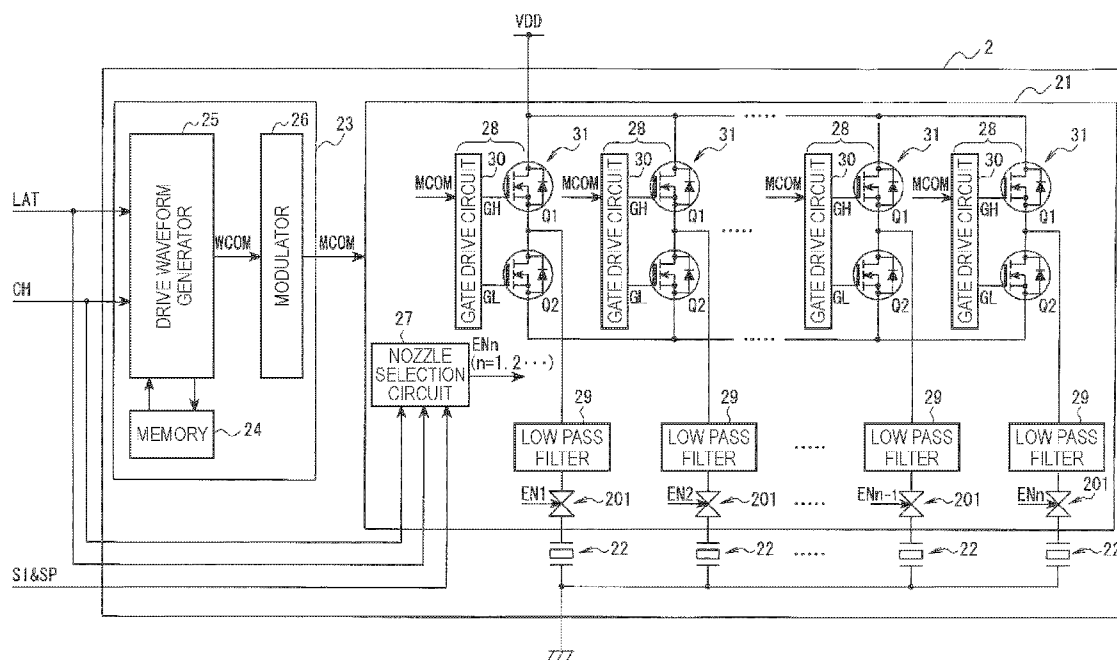 VDD
2
21
25
26
23
28
31
28
31
28
31
28
31
30
30
30
30
LAT
DRIVE WAVEFORM
GENERATOR
WCOM
MODULATOR
MCOM
MCOM
GATE DRIVE CIRCUIT
GH
Q1
MCOM
GATE DRIVE CIRCUIT
GH
Q1
MCOM
GATE DRIVE CIRCUIT
GH
Q1
MCOM
GATE DRIVE CIRCUIT
GH
Q1
CH
GL
Q2
GL
Q2
GL
Q2
GL
Q2
27
NOZZLE
SELECTION
CIRCUIT
ENn
(n=1, 2···)
MEMORY
24
29
29
29
29
LOW PASS
FILTER
LOW PASS
FILTER
LOW PASS
FILTER
LOW PASS
FILTER
EN1
201
EN2
201
ENn-1
201
ENn
201
22
22
22
22
SI&SP